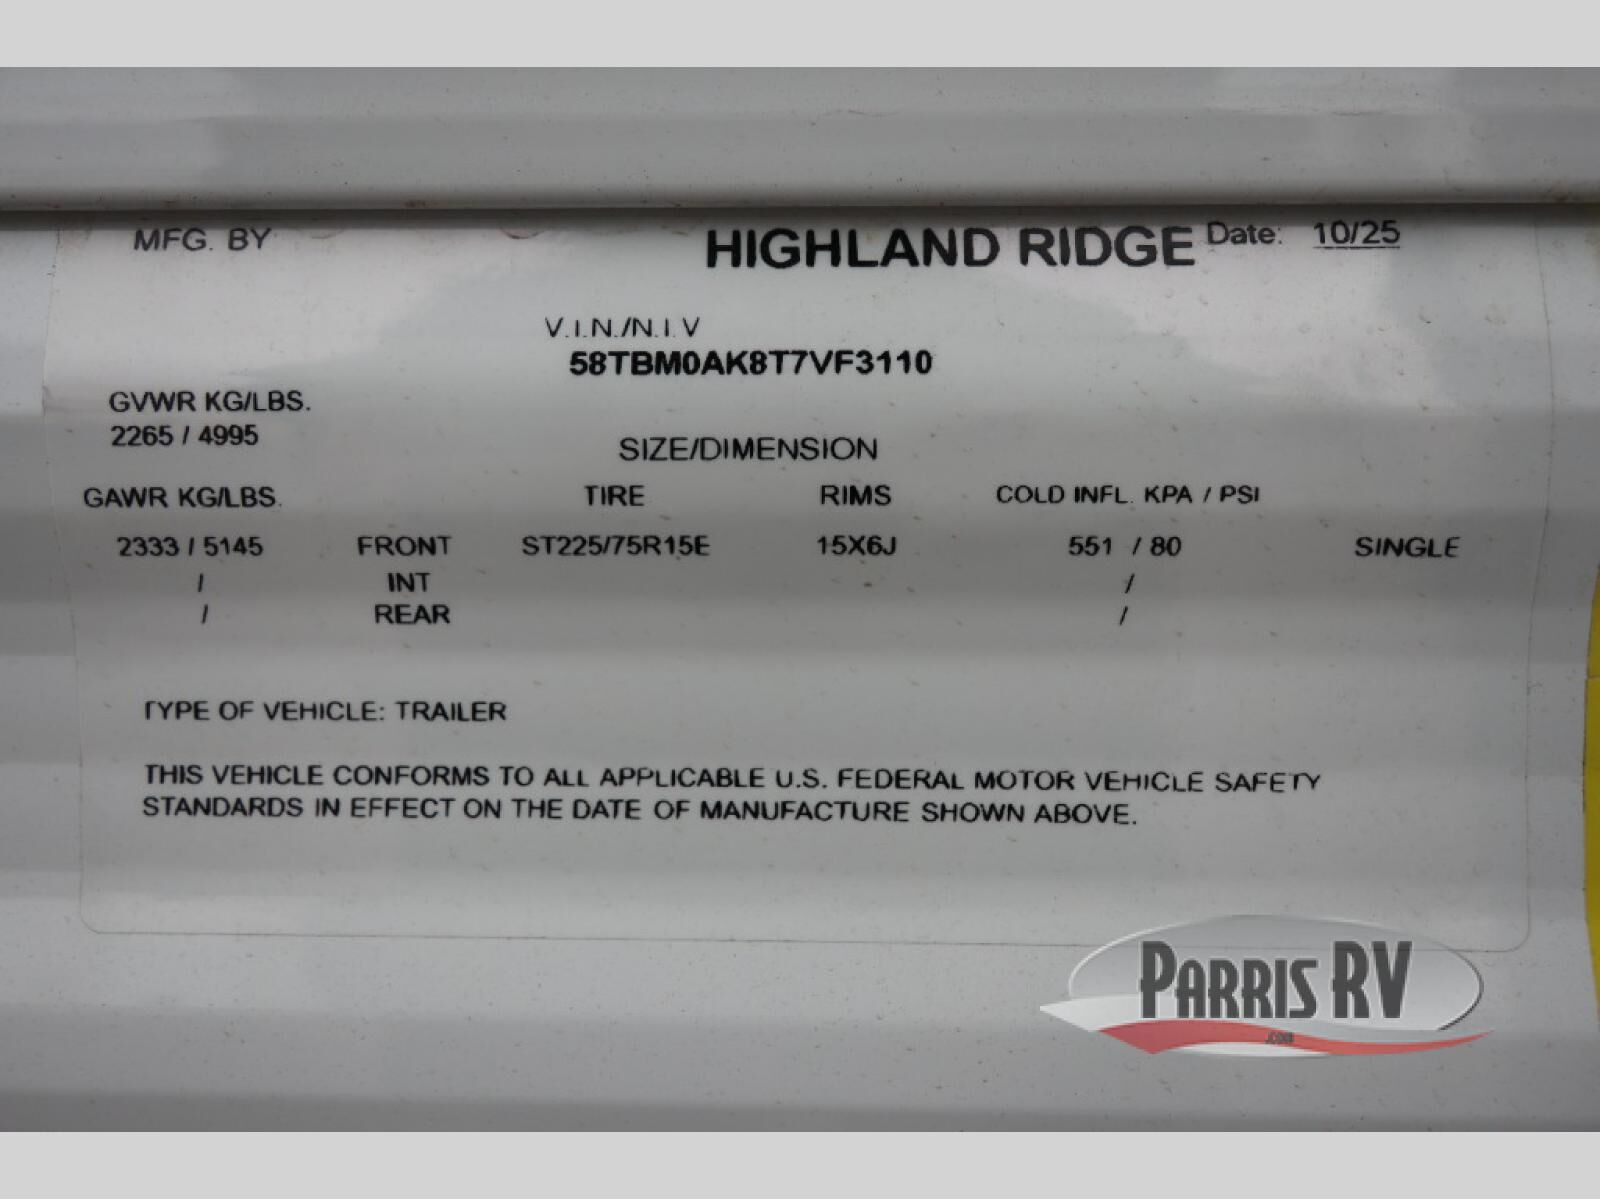 MFG. BY HIGHLAND RIDGE Date: 10/25
V.I.N./N.I.V
58TBM0AK8T7VF3110
GVWR KG/LBS.
2265 / 4995
SIZE/DIMENSION
GAWR KG/LBS. TIRE RIMS COLD INFL. KPA / PSI
2333 / 5145 FRONT ST225/75R15E 15X6J 551 / 80 SINGLE
/ INT /
/ REAR /
TYPE OF VEHICLE: TRAILER
THIS VEHICLE CONFORMS TO ALL APPLICABLE U.S. FEDERAL MOTOR VEHICLE SAFETY
STANDARDS IN EFFECT ON THE DATE OF MANUFACTURE SHOWN ABOVE.
PARRIS RV
.COM